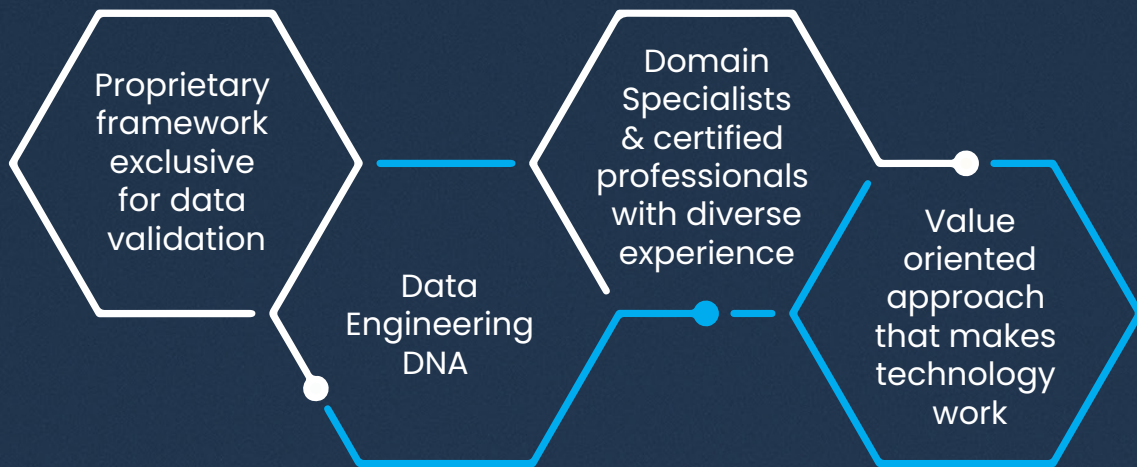 Proprietary
framework
exclusive
for data
validation
Data
Engineering
DNA
Domain
Specialists
& certified
professionals
with diverse
experience
Value
oriented
approach
that makes
technology
work